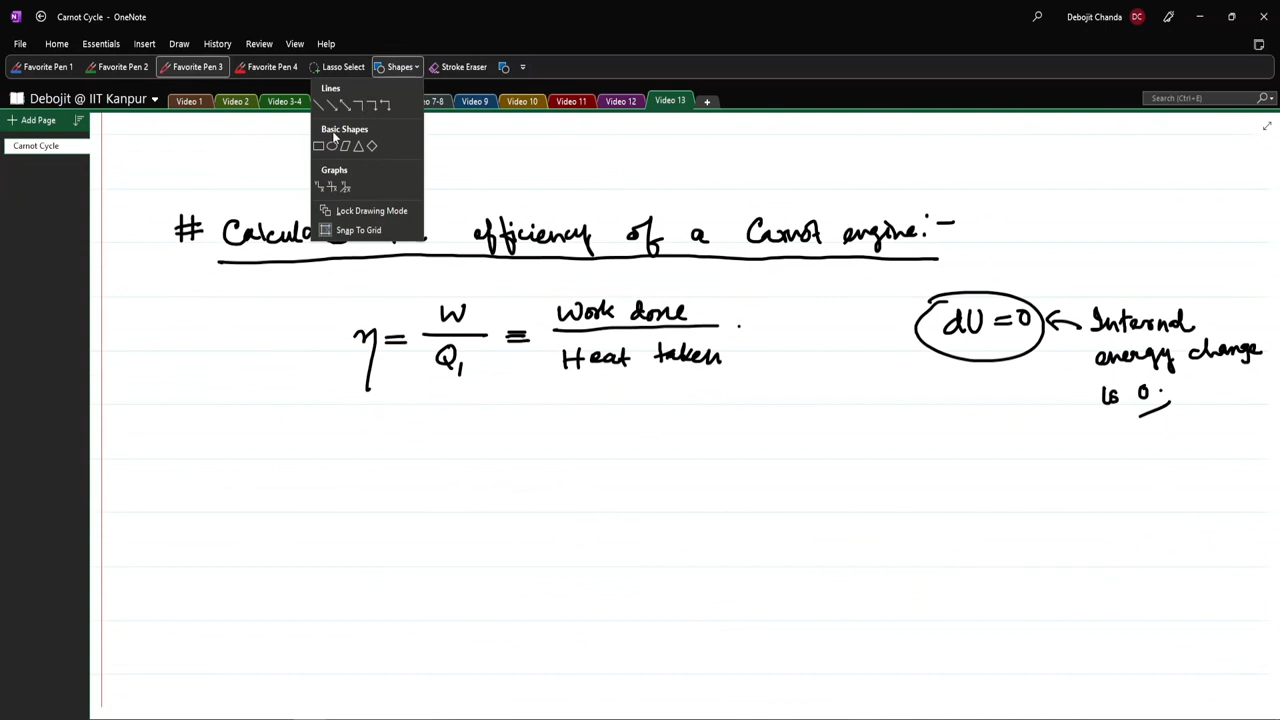 Carnot Cycle - OneNote
Debojit Chanda DC
File Home Essentials Insert Draw History Review View Help
Favorite Pen 1 Favorite Pen 2 Favorite Pen 3 Favorite Pen 4 Lasso Select Shapes Stroke Eraser
Debojit @ IIT Kanpur Video 1 Video 2 Video 3-4 7-8 Video 9 Video 10 Video 11 Video 12 Video 13 + Search (Ctrl+E)
Add Page
Carnot Cycle
Lines
Basic Shapes
Graphs
Lock Drawing Mode
Snap To Grid
# efficiency of a Carnot engine:-
η = W / Q₁ = Work done / Heat taken
dU = 0 ← Internal
energy change
is 0.